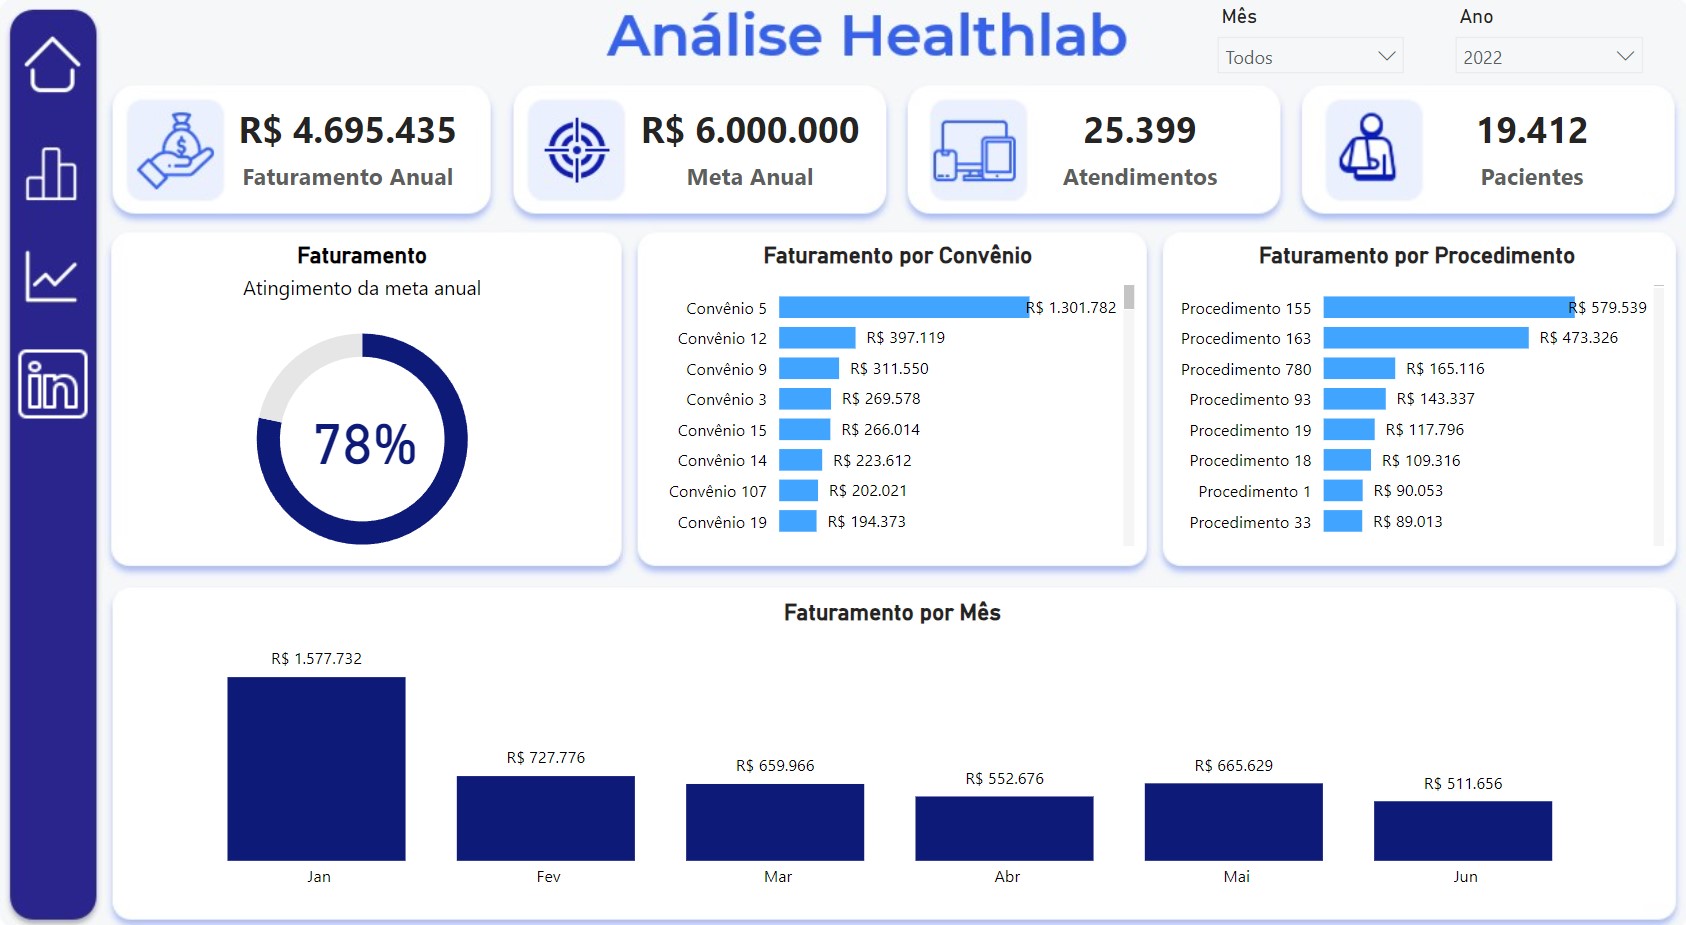 Análise Healthlab
Mês
Ano
Todos
2022
R$ 4.695.435
Faturamento Anual
R$ 6.000.000
Meta Anual
25.399
Atendimentos
19.412
Pacientes
in
Faturamento
Atingimento da meta anual
78%
Faturamento por Convênio
Convênio 5 R$ 1.301.782
Convênio 12 R$ 397.119
Convênio 9 R$ 311.550
Convênio 3 R$ 269.578
Convênio 15 R$ 266.014
Convênio 14 R$ 223.612
Convênio 107 R$ 202.021
Convênio 19 R$ 194.373
Faturamento por Procedimento
Procedimento 155 R$ 579.539
Procedimento 163 R$ 473.326
Procedimento 780 R$ 165.116
Procedimento 93 R$ 143.337
Procedimento 19 R$ 117.796
Procedimento 18 R$ 109.316
Procedimento 1 R$ 90.053
Procedimento 33 R$ 89.013
Faturamento por Mês
R$ 1.577.732
R$ 727.776
R$ 659.966
R$ 552.676
R$ 665.629
R$ 511.656
Jan Fev Mar Abr Mai Jun